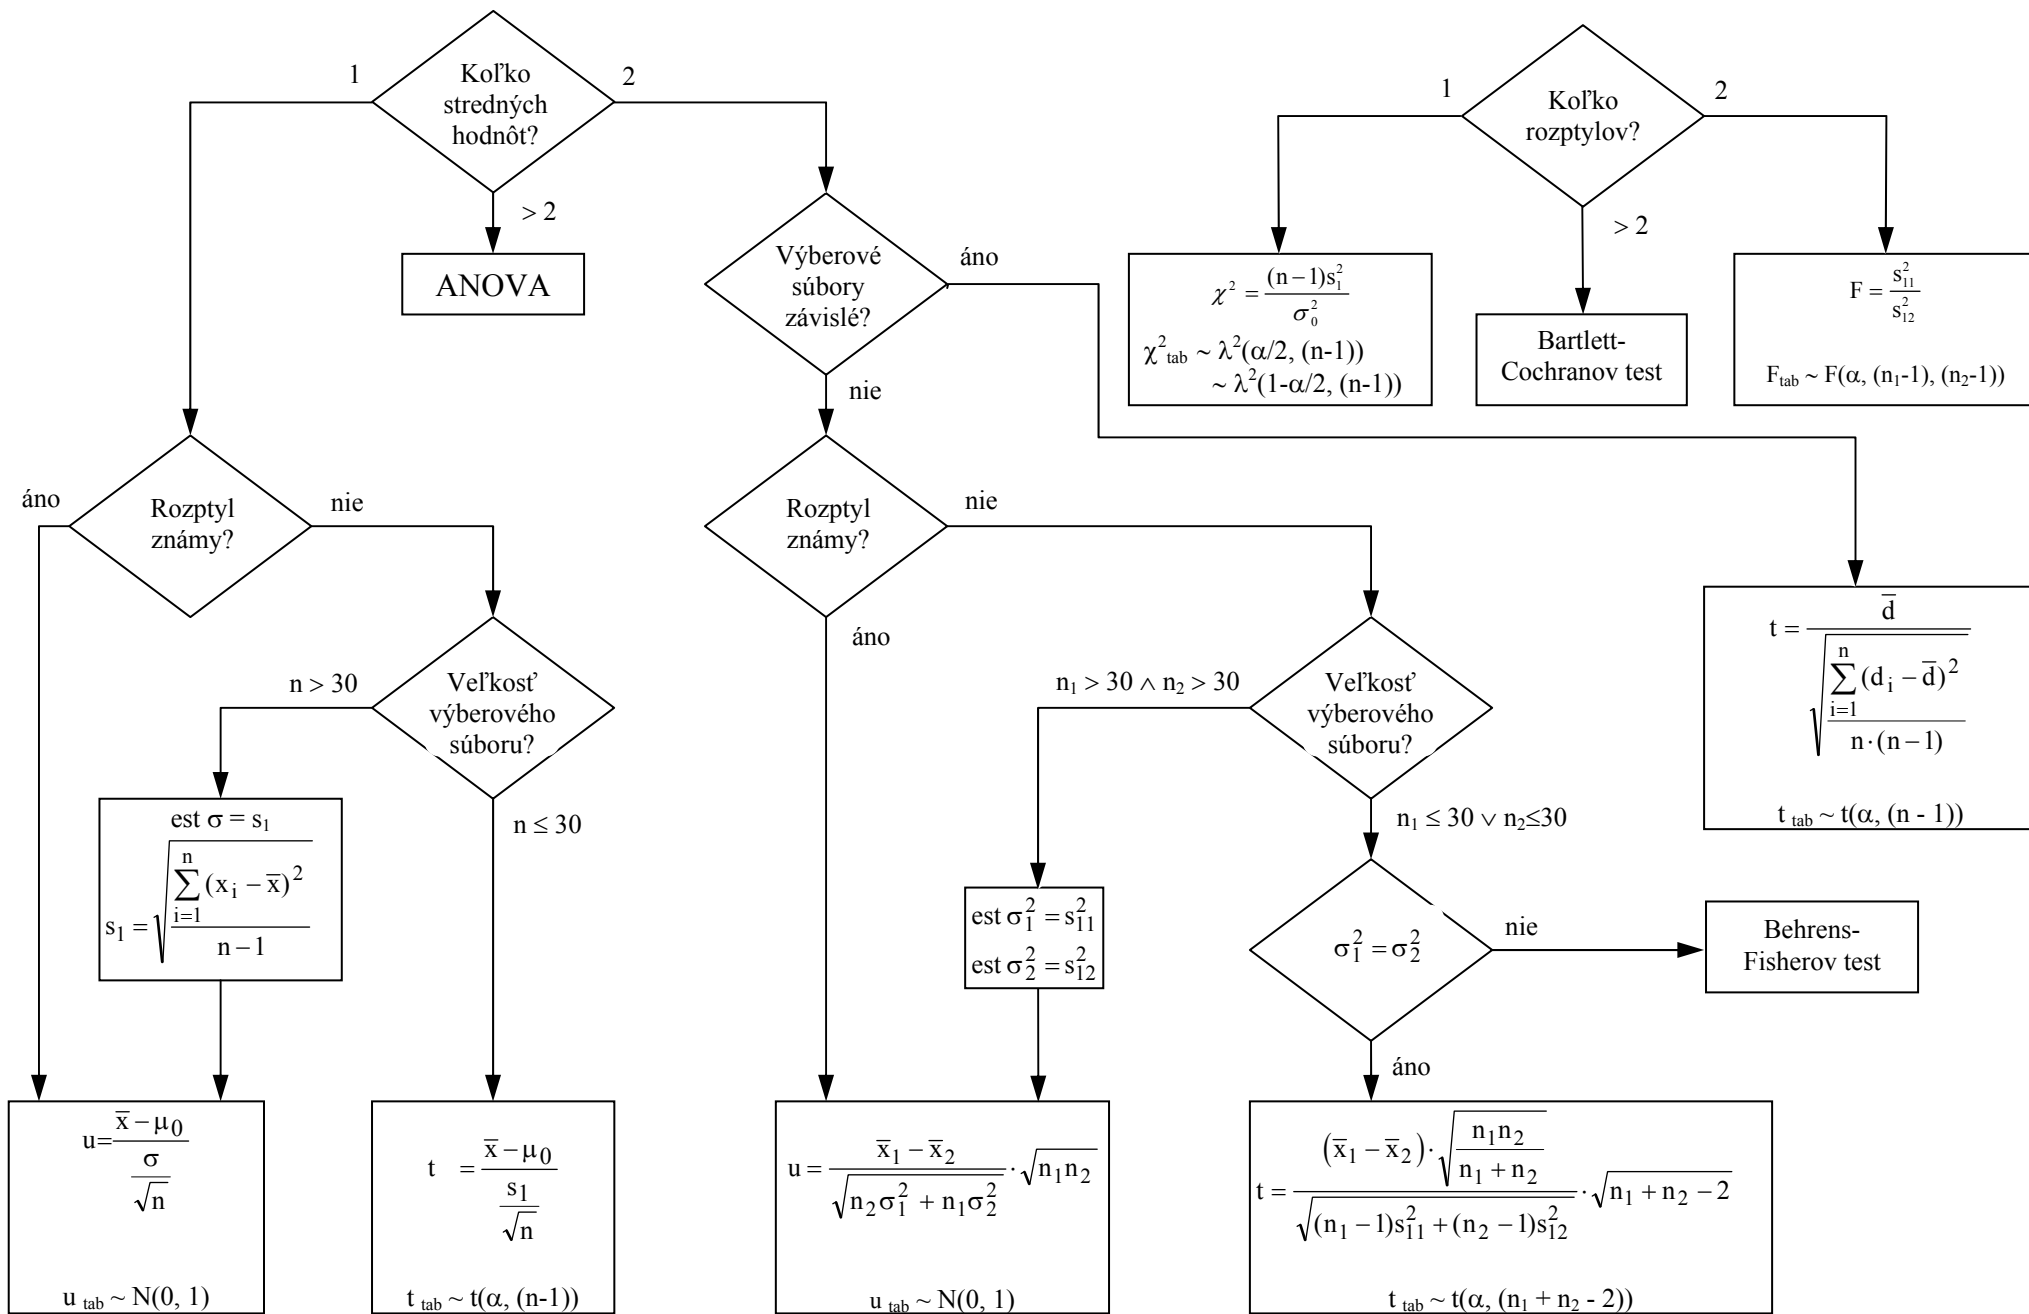 1
Koľko
stredných
hodnôt?
2
> 2
ANOVA
Výberové
súbory
závislé?
áno
nie
1
Koľko
rozptylov?
2
> 2
χ² = (n − 1)s₁² / σ₀²
χ²tab ~ λ²(α/2, (n-1))
~ λ²(1-α/2, (n-1))
Bartlett-
Cochranov test
F = s₁₁² / s₁₂²
Ftab ~ F(α, (n₁-1), (n₂-1))
áno
Rozptyl
známy?
nie
Rozptyl
známy?
nie
áno
n > 30
Veľkosť
výberového
súboru?
n ≤ 30
n₁ > 30 ∧ n₂ > 30
Veľkosť
výberového
súboru?
n₁ ≤ 30 ∨ n₂≤30
t = d̅ / √(∑ᵢ₌₁ⁿ (dᵢ − d̅)² / n·(n − 1))
t tab ~ t(α, (n - 1))
est σ = s₁
s₁ = √(∑ᵢ₌₁ⁿ (xᵢ − x̅)² / n − 1)
est σ₁² = s₁₁²
est σ₂² = s₁₂²
σ₁² = σ₂²
nie
Behrens-
Fisherov test
áno
u = (x̅ − μ₀) / (σ / √n)
u tab ~ N(0, 1)
t = (x̅ − μ₀) / (s₁ / √n)
t tab ~ t(α, (n-1))
u = (x̅₁ − x̅₂) / √(n₂σ₁² + n₁σ₂²) · √(n₁n₂)
u tab ~ N(0, 1)
t = (x̅₁ − x̅₂)·√(n₁n₂ / n₁ + n₂) / √((n₁ − 1)s₁₁² + (n₂ − 1)s₁₂²) · √(n₁ + n₂ − 2)
t tab ~ t(α, (n₁ + n₂ - 2))